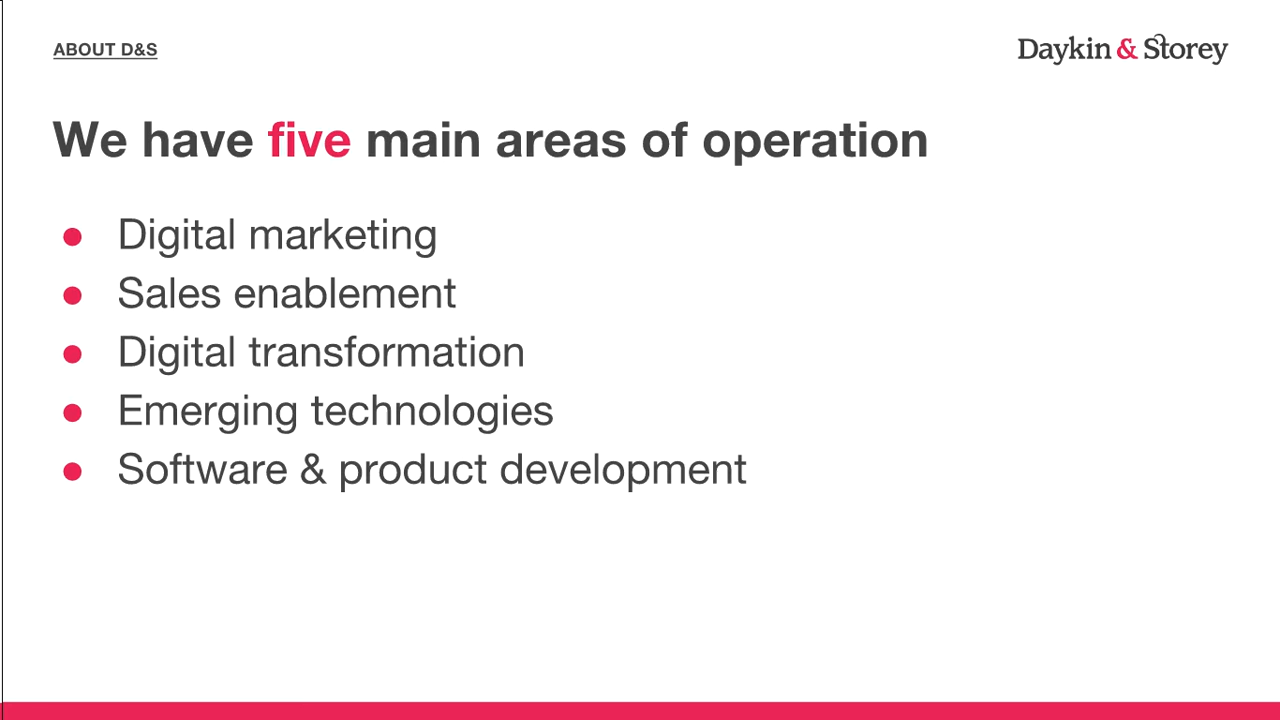 ABOUT D&S
Daykin & Storey
We have five main areas of operation
● Digital marketing
● Sales enablement
● Digital transformation
● Emerging technologies
● Software & product development